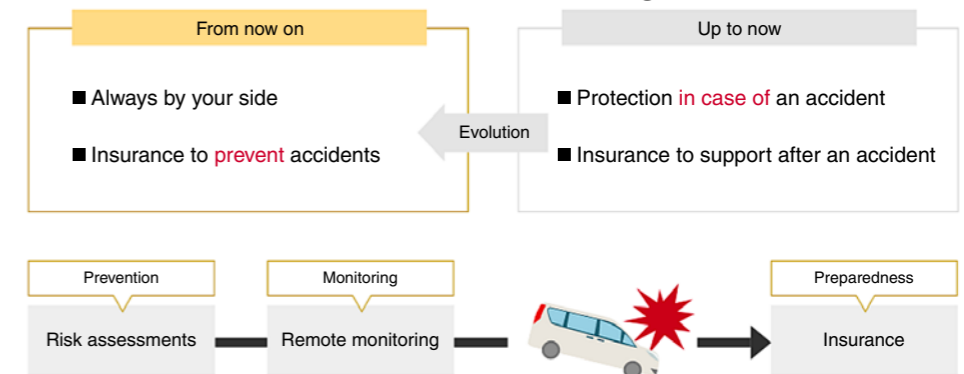 From now on
■ Always by your side
■ Insurance to prevent accidents
Evolution
Up to now
■ Protection in case of an accident
■ Insurance to support after an accident
Prevention
Risk assessments
Monitoring
Remote monitoring
Preparedness
Insurance